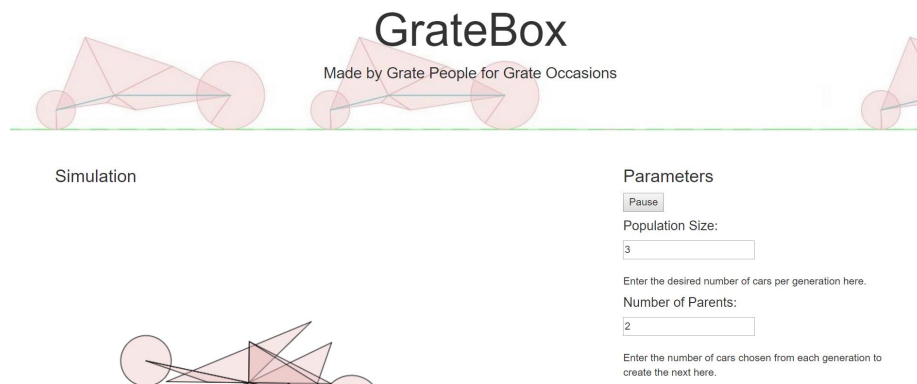 GrateBox
Made by Grate People for Grate Occasions
Simulation
Parameters
Pause
Population Size:
3
Enter the desired number of cars per generation here.
Number of Parents:
2
Enter the number of cars chosen from each generation to
create the next here.